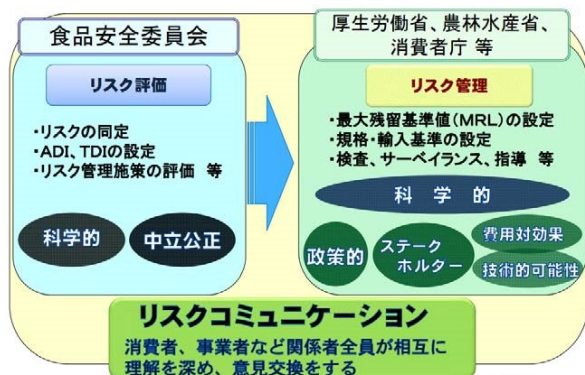 食品安全委員会
リスク評価
・リスクの同定
・ADI、TDIの設定
・リスク管理施策の評価 等
科学的
中立公正
厚生労働省、農林水産省、
消費者庁 等
リスク管理
・最大残留基準値(MRL)の設定
・規格・輸入基準の設定
・検査、サーベイランス、指導 等
科 学 的
政策的
ステーク
ホルダー
費用対効果
技術的可能性
リスクコミュニケーション
消費者、事業者など関係者全員が相互に
理解を深め、意見交換をする